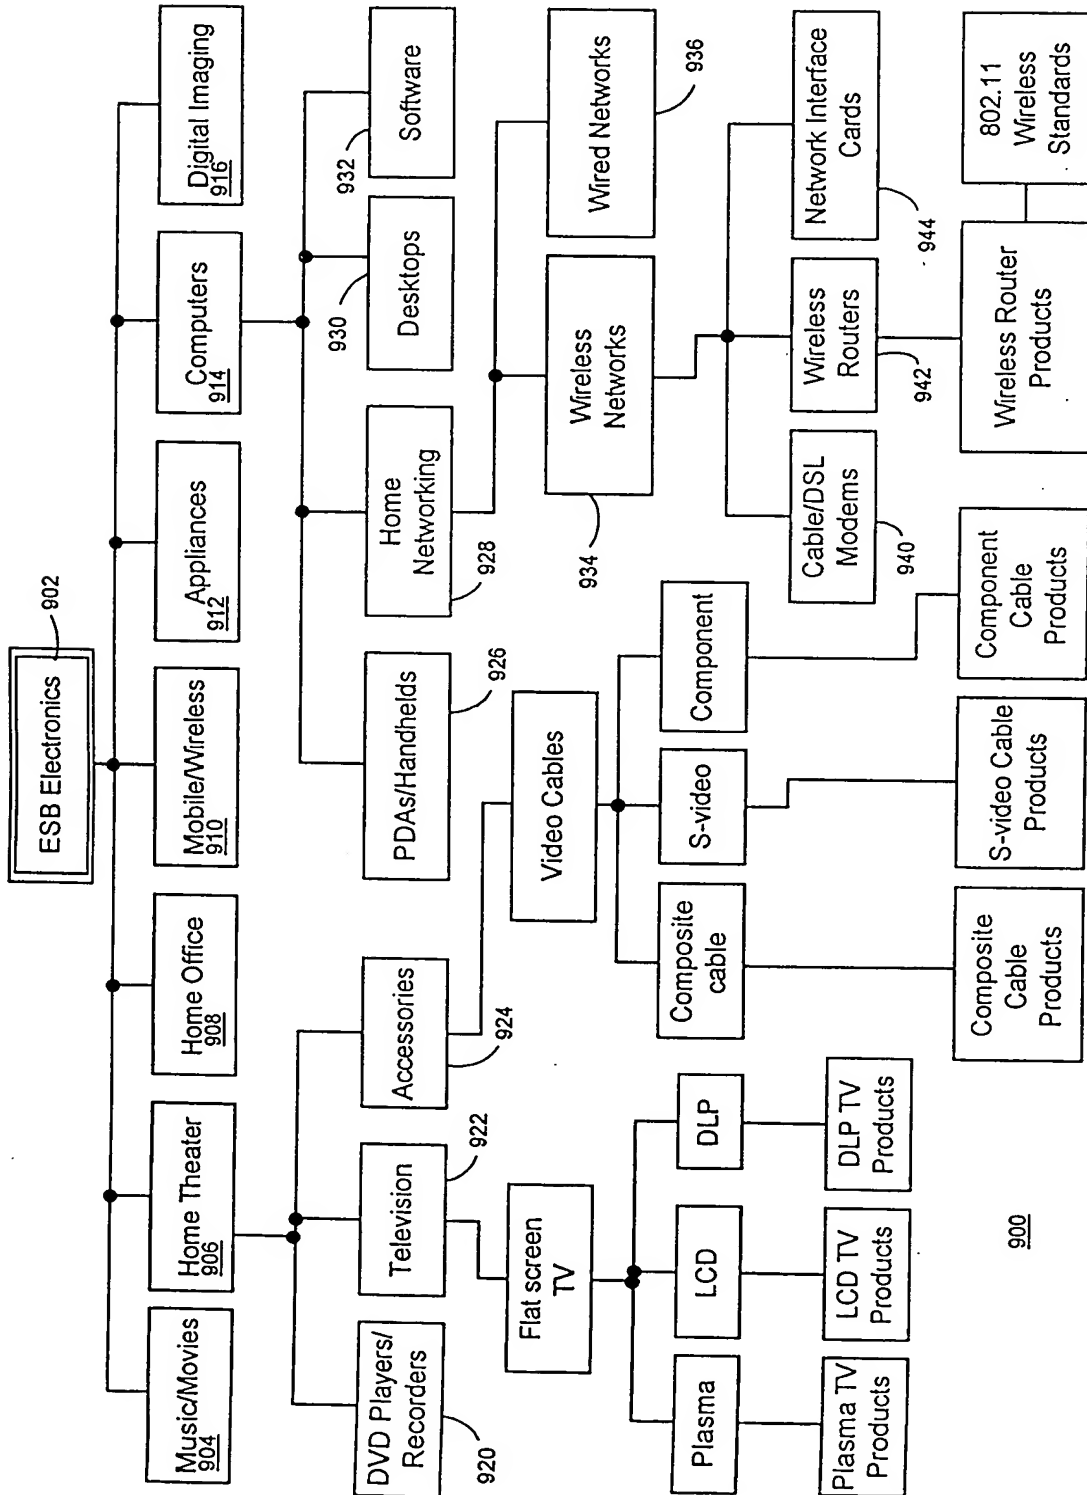 ESB Electronics
902
Music/Movies
904
Home Theater
906
Home Office
908
Mobile/Wireless
910
Appliances
912
Computers
914
Digital Imaging
916
DVD Players/
Recorders
920
Television
922
Accessories
924
PDAs/Handhelds
926
Home
Networking
928
Desktops
930
Software
932
Flat screen
TV
Video Cables
Wireless
Networks
934
Wired Networks
936
Plasma
LCD
DLP
Composite
cable
S-video
Component
Cable/DSL
Modems
940
Wireless
Routers
942
Network Interface
Cards
944
Plasma TV
Products
LCD TV
Products
DLP TV
Products
Composite
Cable
Products
S-video Cable
Products
Component
Cable
Products
Wireless Router
Products
802.11
Wireless
Standards
900